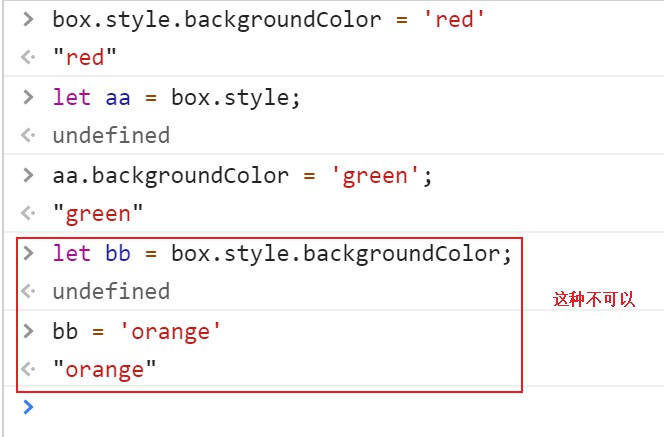 > box.style.backgroundColor = 'red'
<· "red"
> let aa = box.style;
<· undefined
> aa.backgroundColor = 'green';
<· "green"
> let bb = box.style.backgroundColor;
<· undefined
这种不可以
> bb = 'orange'
<· "orange"
>